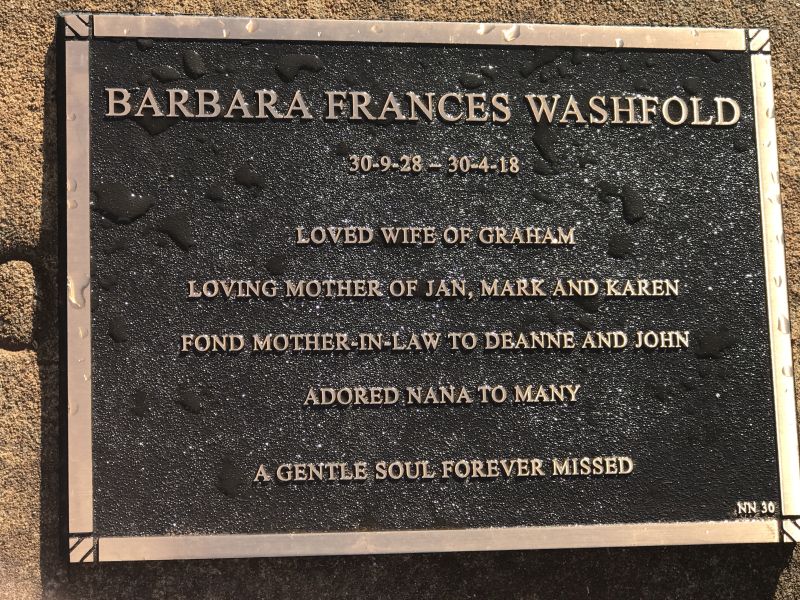 BARBARA FRANCES WASHFOLD
30-9-28 – 30-4-18
LOVED WIFE OF GRAHAM
LOVING MOTHER OF JAN, MARK AND KAREN
FOND MOTHER-IN-LAW TO DEANNE AND JOHN
ADORED NANA TO MANY
A GENTLE SOUL FOREVER MISSED
NN 30